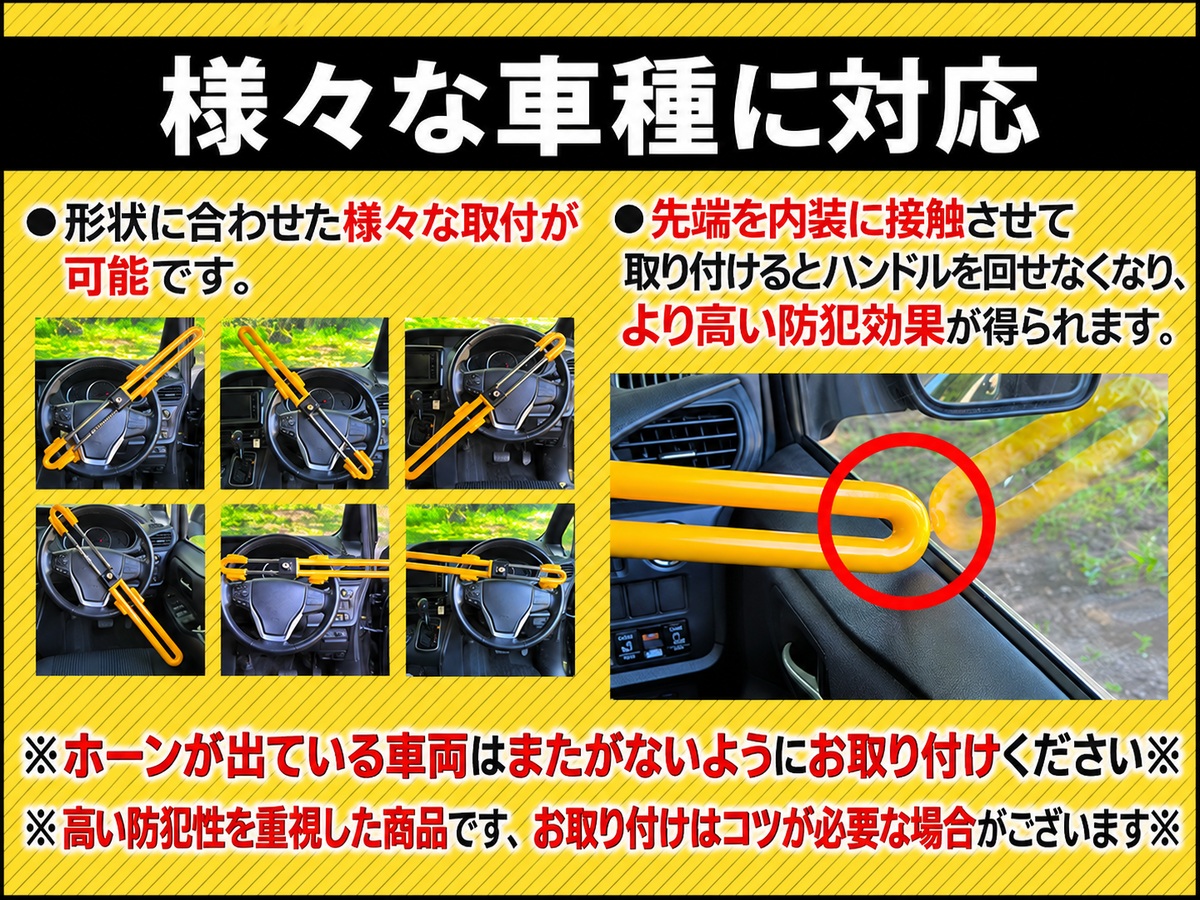 様々な車種に対応
●形状に合わせた様々な取付が
可能です。
●先端を内装に接触させて
取り付けるとハンドルを回せなくなり、
より高い防犯効果が得られます。
※ホーンが出ている車両はまたがないようにお取り付けください※
※高い防犯性を重視した商品です、お取り付けはコツが必要な場合がございます※